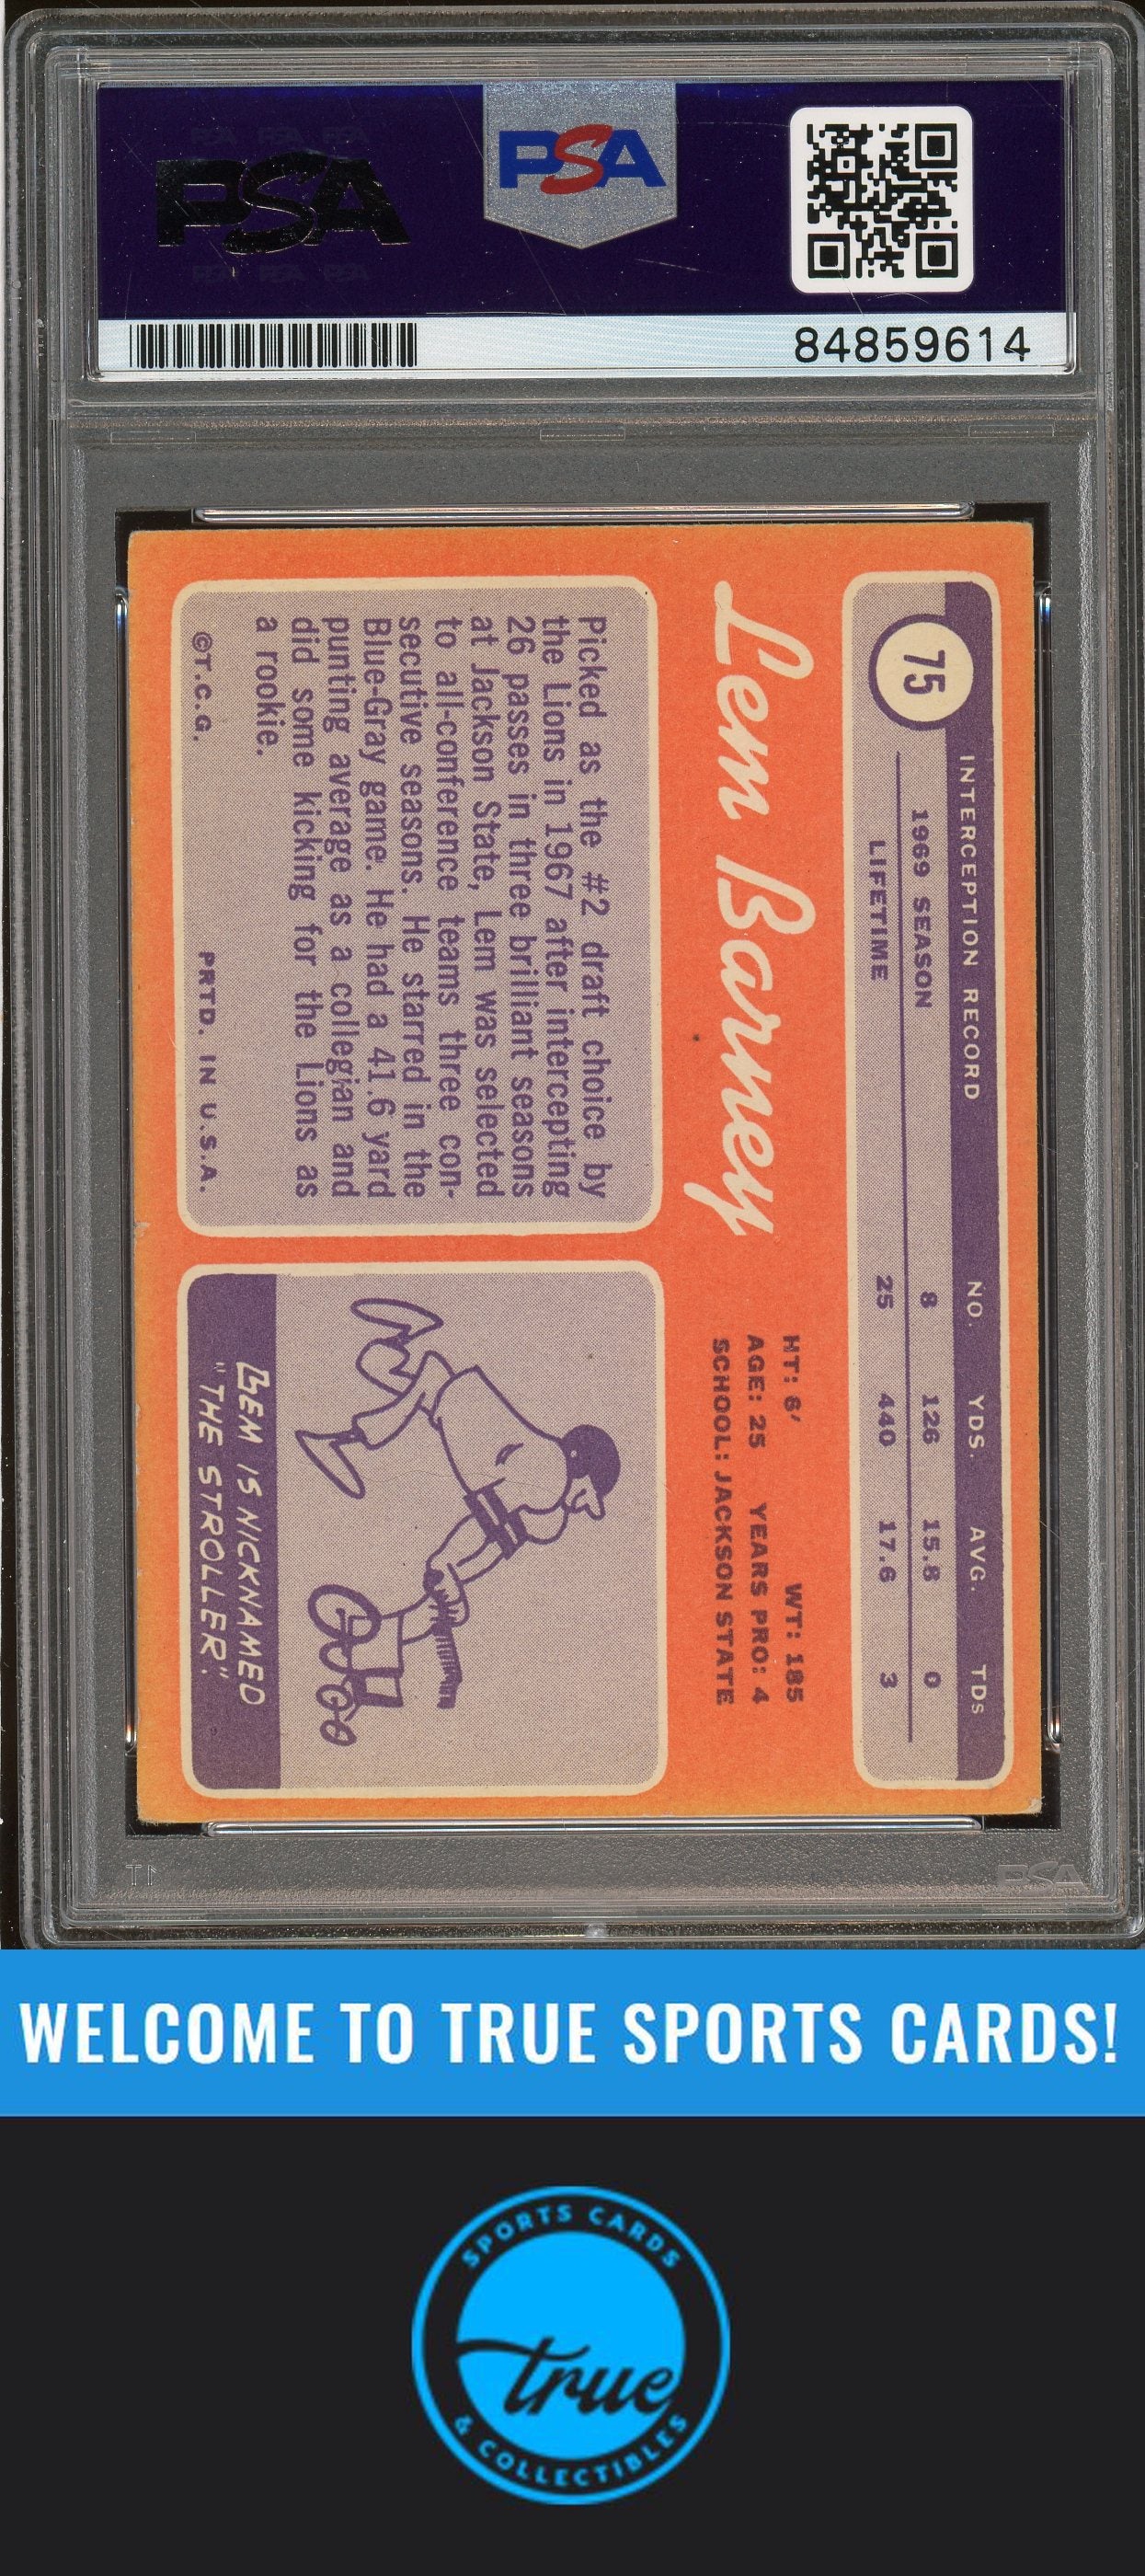 PSA
PSA
84859614
75
INTERCEPTION RECORD NO. YDS. AVG. TDS
1969 SEASON 8 126 15.8 0
LIFETIME 25 440 17.6 3
Lem Barney
HT: 6' WT: 185
AGE: 25 YEARS PRO: 4
SCHOOL: JACKSON STATE
Picked as the #2 draft choice by
the Lions in 1967 after intercepting
26 passes in three brilliant seasons
at Jackson State, Lem was selected
to all-conference teams three con-
secutive seasons. He starred in the
Blue-Gray game. He had a 41.6 yard
punting average as a collegian and
did some kicking for the Lions as
a rookie.
©T.C.G. PRTD. IN U.S.A.
LEM IS NICKNAMED
"THE STROLLER."
PSA
WELCOME TO TRUE SPORTS CARDS!
SPORTS CARDS
true
& COLLECTIBLES